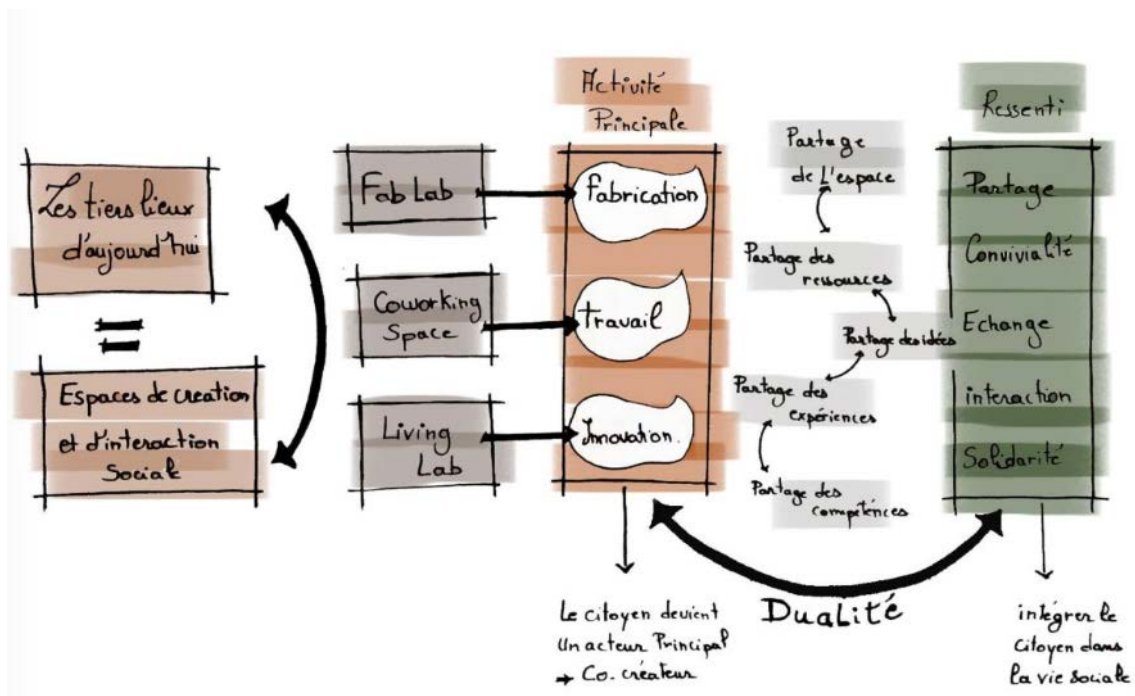 Les tiers lieux
d'aujourd'hui
=
Espaces de creation
et d'interaction
Sociale
Fab Lab
Coworking
Space
Living
Lab
Activité
Principale
fabrication
travail
Innovation.
Partage
de L'espace
Partage des
ressources
Partage des idées
Partage des
expériences
Partage des
compétences
Ressenti
Partage
Convivialité
Echange
interaction
Solidarité
Le citoyen devient
Un acteur Principal
→ Co-créateur
Dualité
intégrer le
citoyen dans
la vie sociale